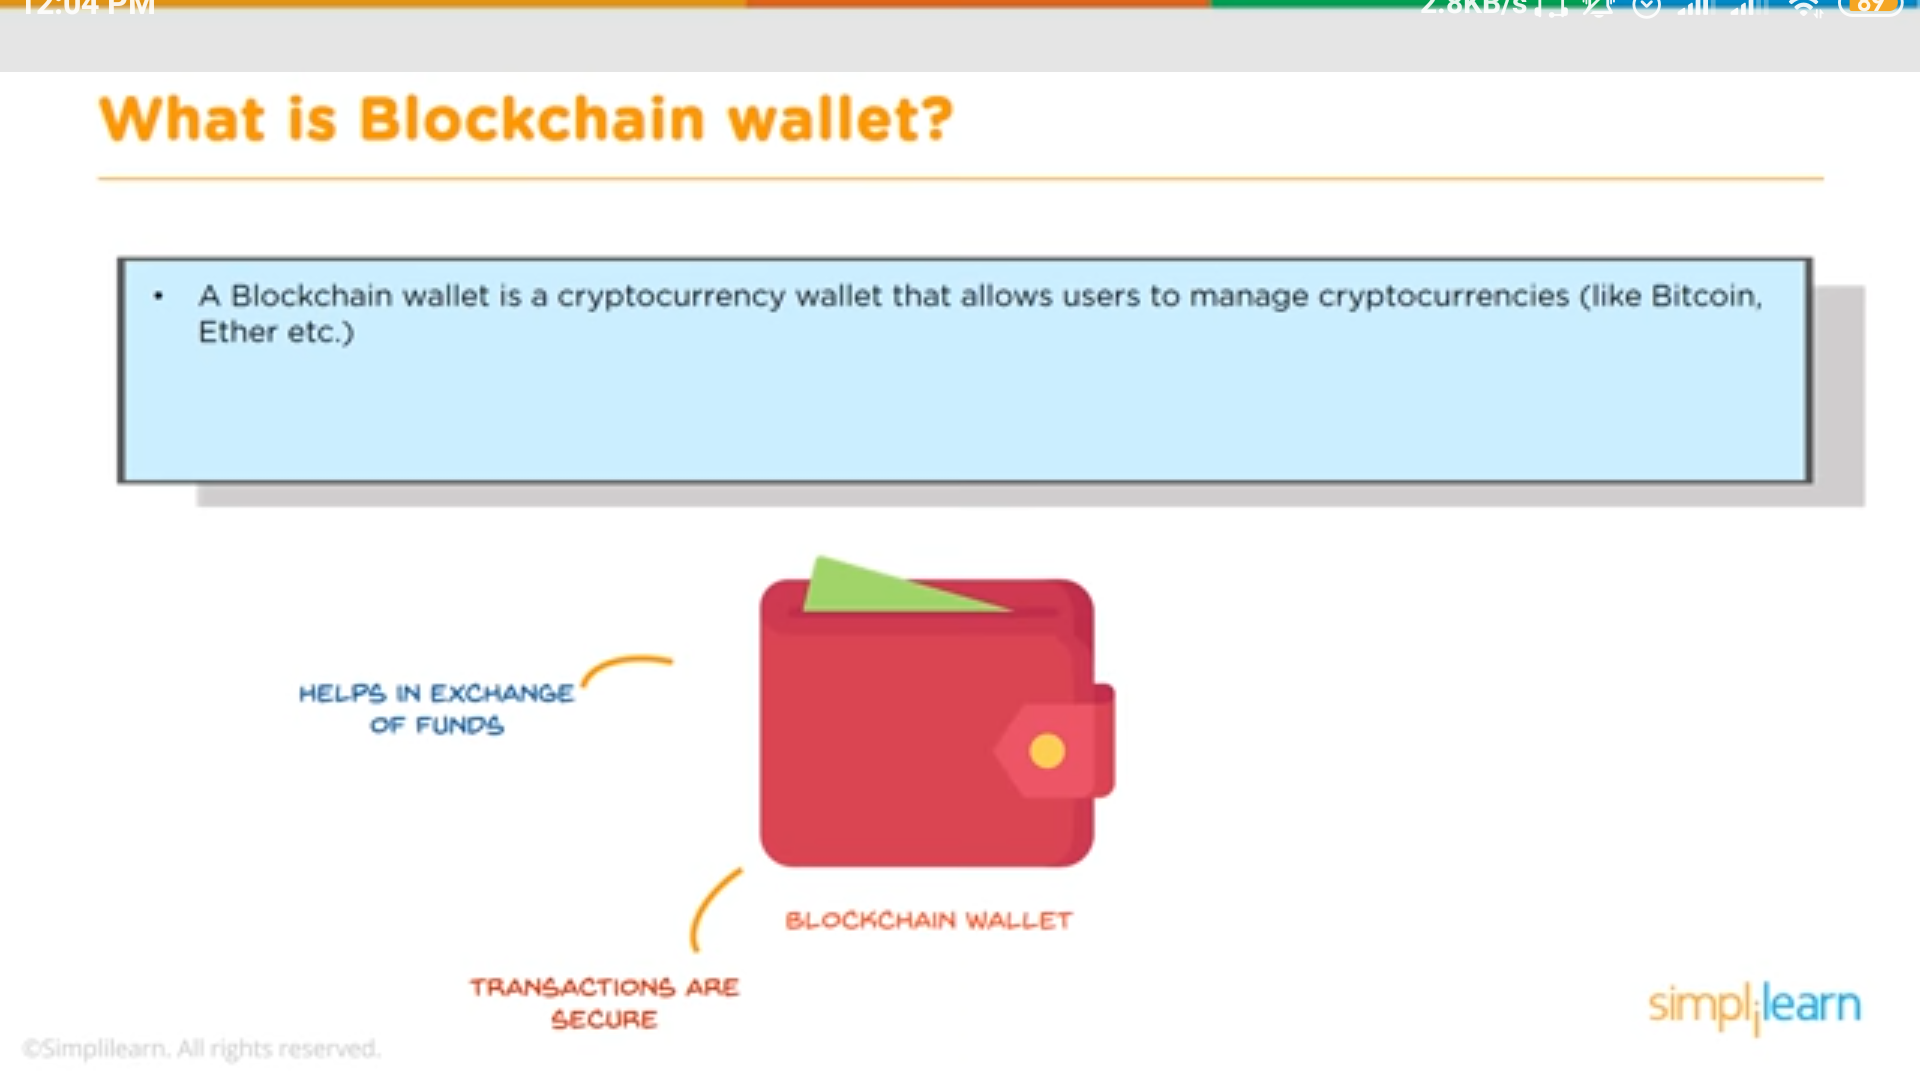 12:04 PM
2.8KB/s
89
What is Blockchain wallet?
• A Blockchain wallet is a cryptocurrency wallet that allows users to manage cryptocurrencies (like Bitcoin,
Ether etc.)
HELPS IN EXCHANGE
OF FUNDS
BLOCKCHAIN WALLET
TRANSACTIONS ARE
SECURE
simplilearn
©Simplilearn. All rights reserved.